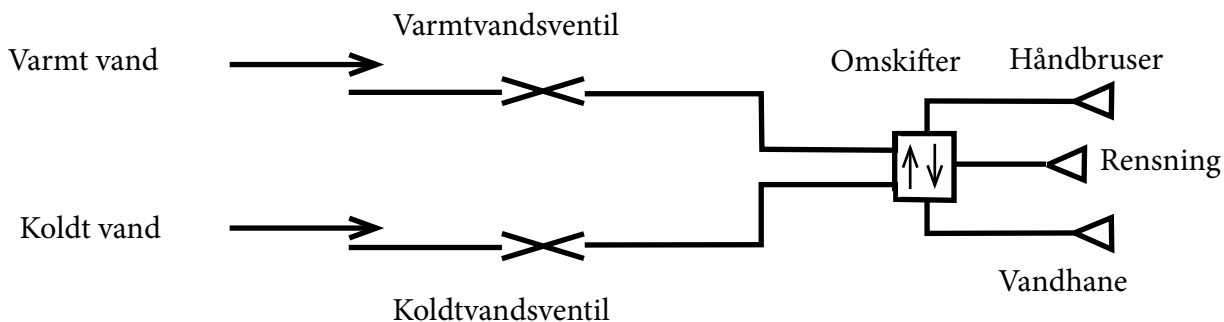 Varmtvandsventil
Varmt vand
Omskifter
Håndbruser
Rensning
Koldt vand
Vandhane
Koldtvandsventil